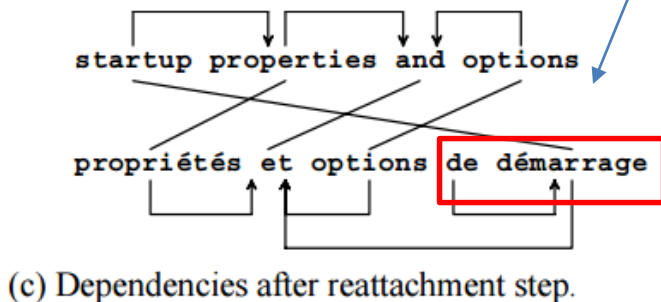 startup properties and options
propriétés et options de démarrage
(c) Dependencies after reattachment step.